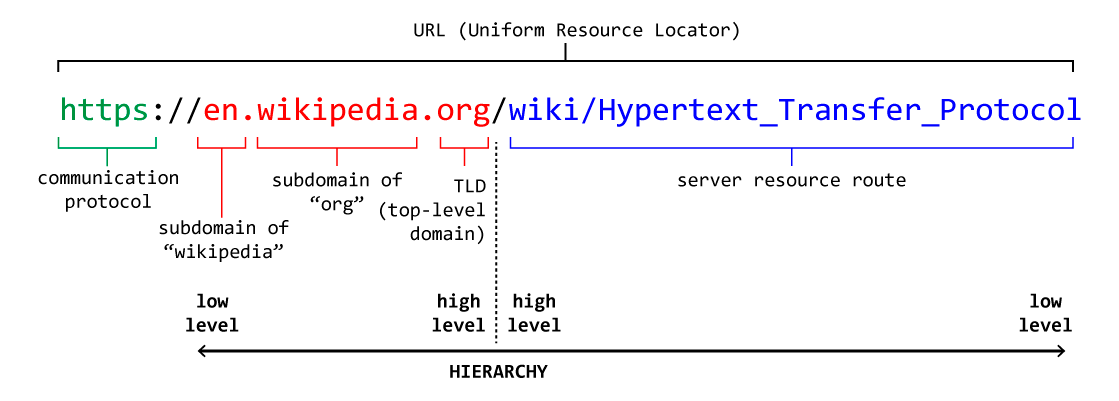 URL (Uniform Resource Locator)
https://en.wikipedia.org/wiki/Hypertext_Transfer_Protocol
communication
protocol
subdomain of
“wikipedia”
subdomain of
“org”
TLD
(top-level
domain)
server resource route
low
level
high
level
high
level
low
level
HIERARCHY